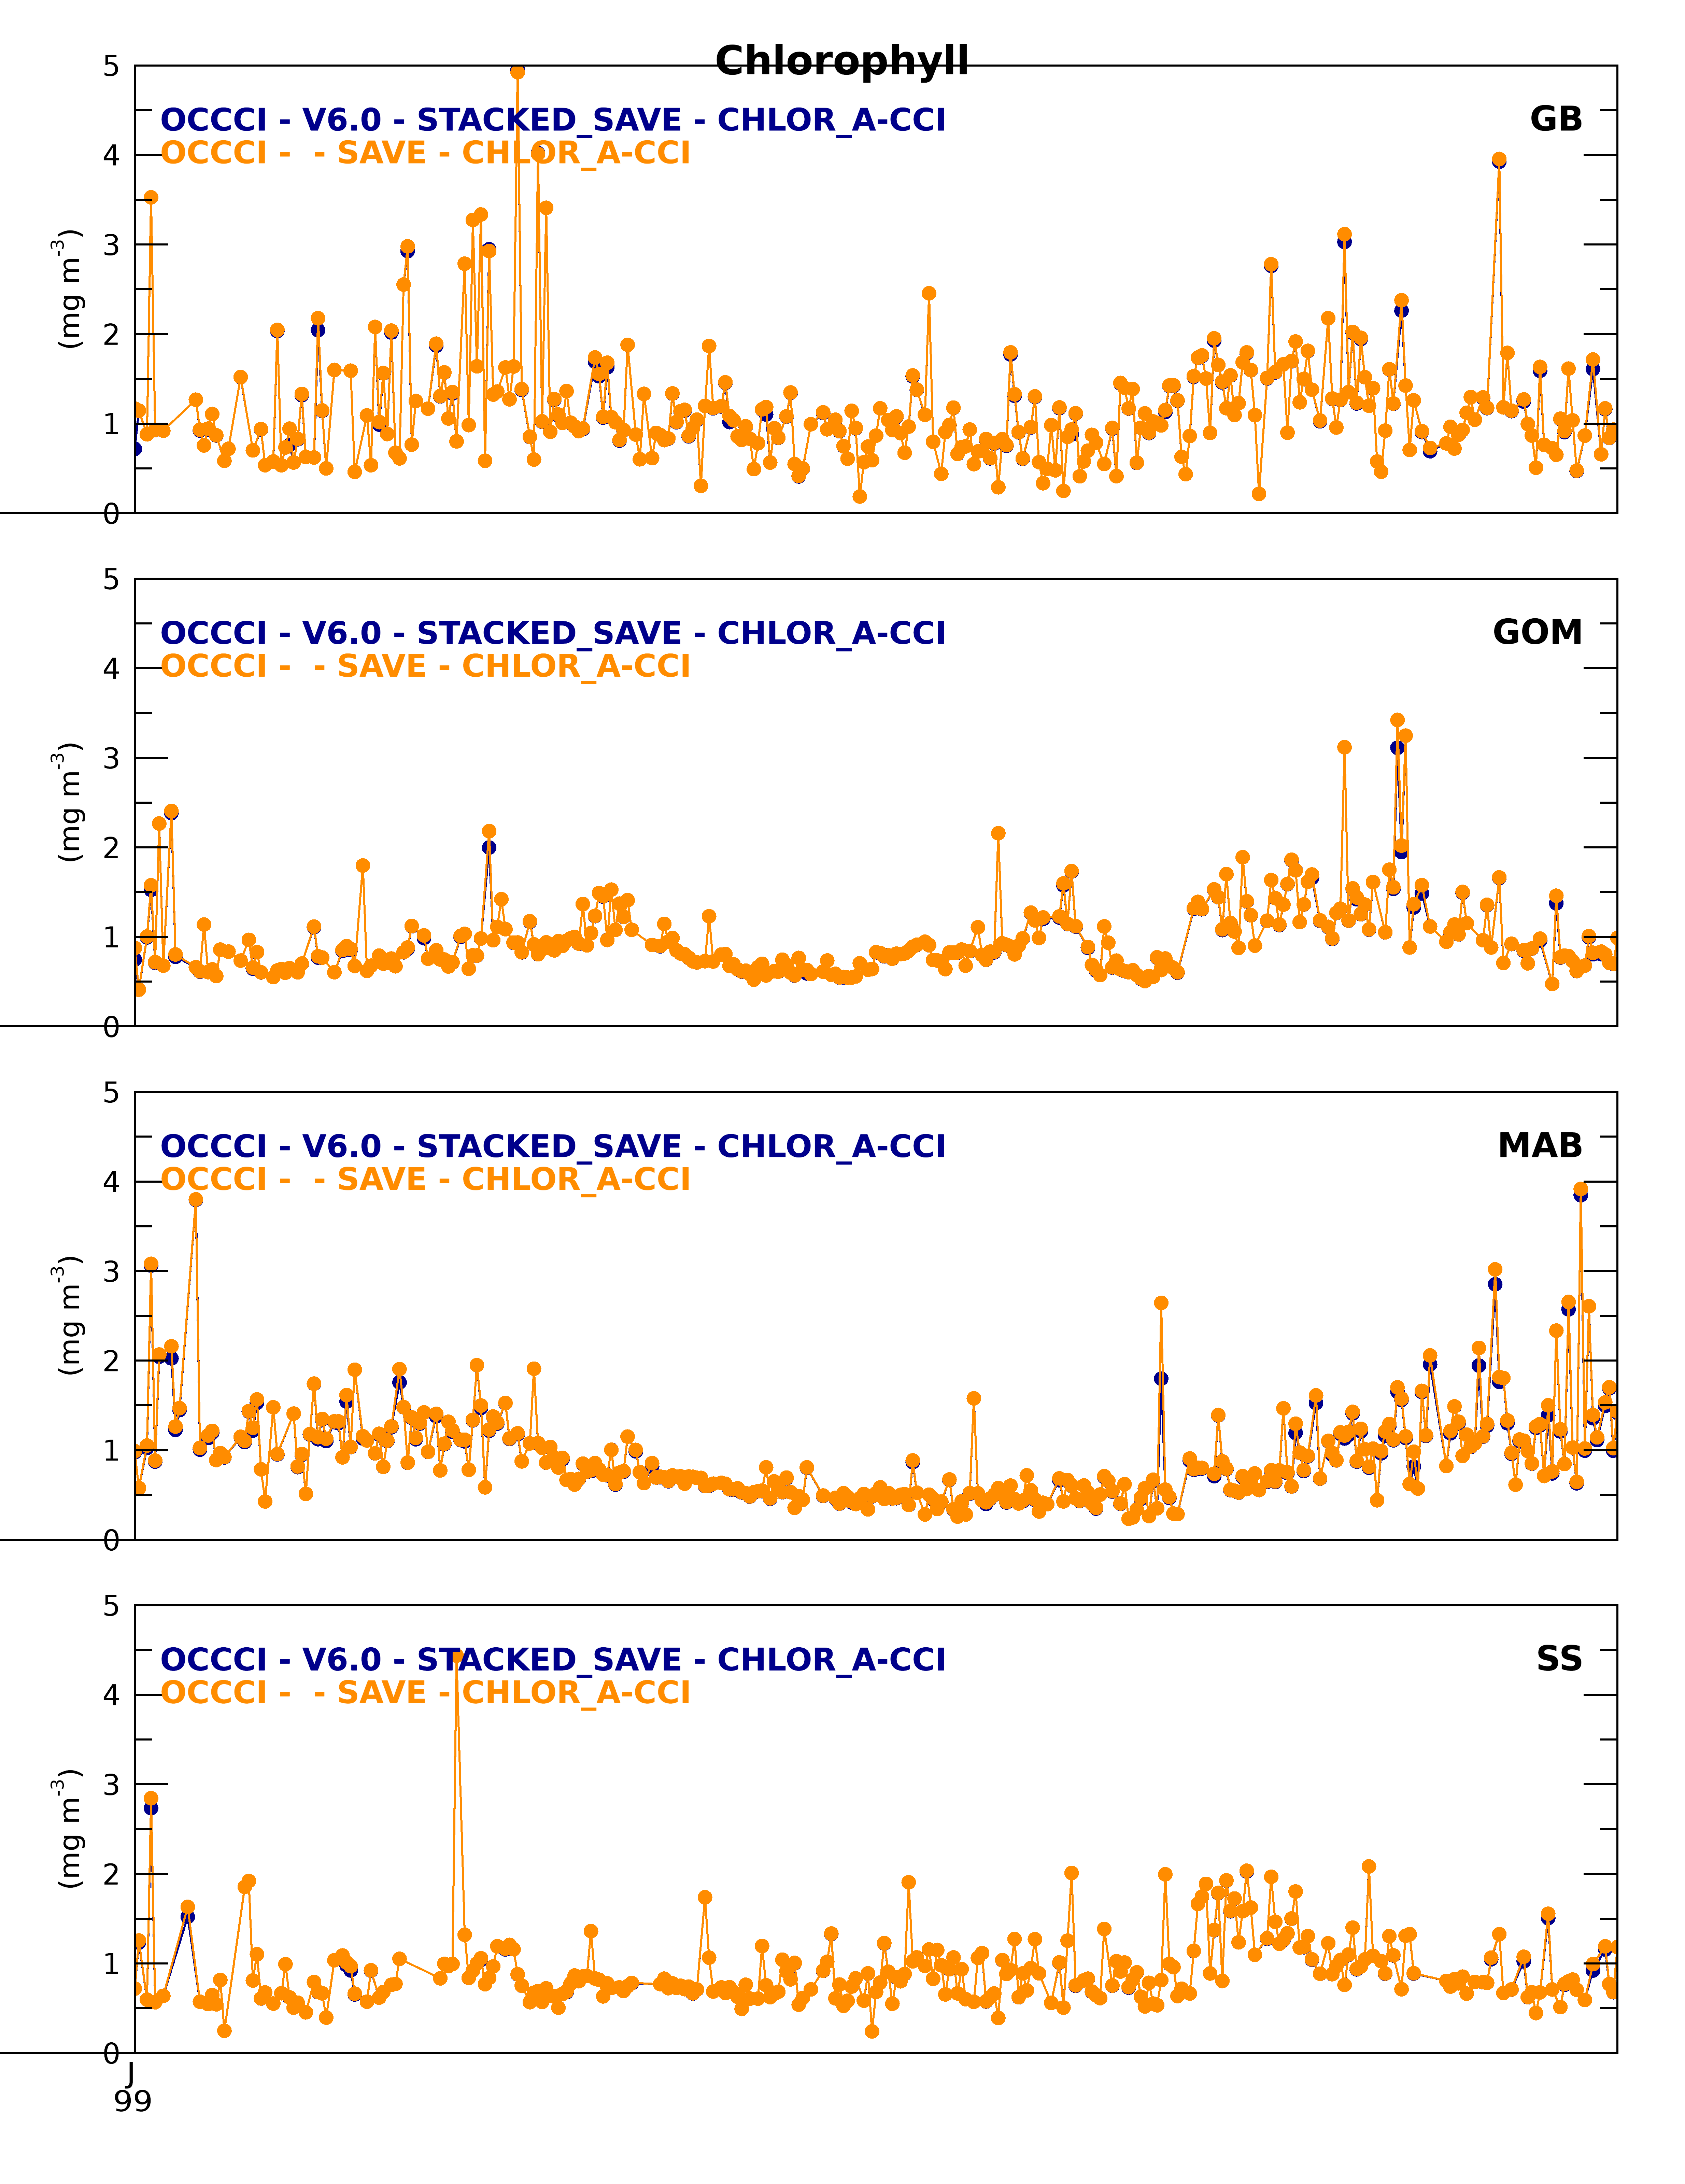 Chlorophyll
5
OCCCI - V6.0 - STACKED_SAVE - CHLOR_A-CCI
GB
4
OCCCI -  - SAVE - CHLOR_A-CCI
3
(mg m-3)
2
1
0
5
OCCCI - V6.0 - STACKED_SAVE - CHLOR_A-CCI
GOM
4
OCCCI -  - SAVE - CHLOR_A-CCI
3
(mg m-3)
2
1
0
5
OCCCI - V6.0 - STACKED_SAVE - CHLOR_A-CCI
MAB
4
OCCCI -  - SAVE - CHLOR_A-CCI
3
(mg m-3)
2
1
0
5
OCCCI - V6.0 - STACKED_SAVE - CHLOR_A-CCI
SS
4
OCCCI -  - SAVE - CHLOR_A-CCI
3
(mg m-3)
2
1
0
J
99